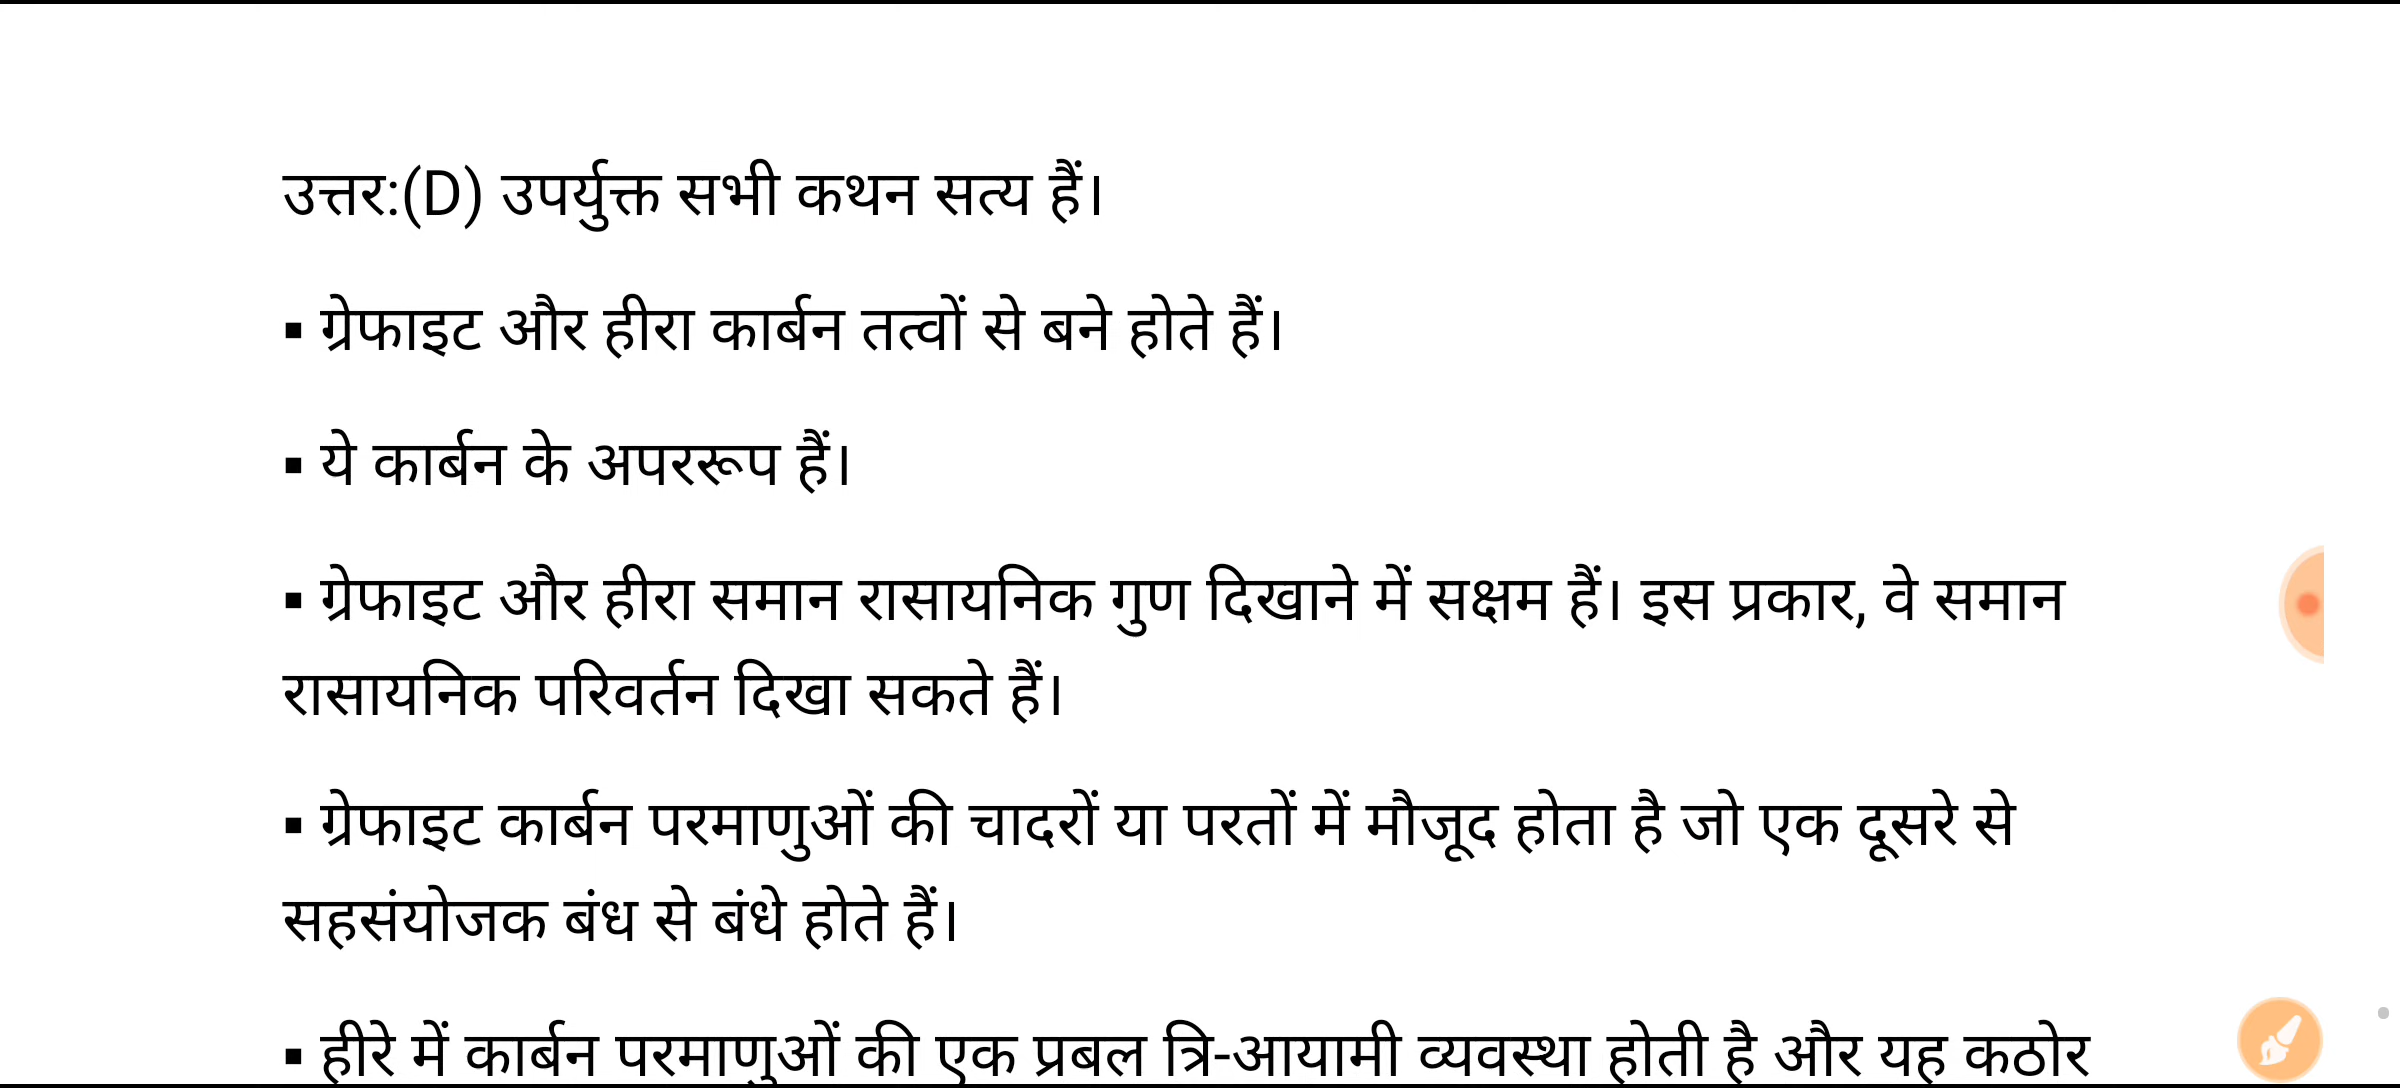 उत्तर:(D) उपर्युक्त सभी कथन सत्य हैं।
▪ ग्रेफाइट और हीरा कार्बन तत्वों से बने होते हैं।
▪ ये कार्बन के अपररूप हैं।
▪ ग्रेफाइट और हीरा समान रासायनिक गुण दिखाने में सक्षम हैं। इस प्रकार, वे समान
रासायनिक परिवर्तन दिखा सकते हैं।
▪ ग्रेफाइट कार्बन परमाणुओं की चादरों या परतों में मौजूद होता है जो एक दूसरे से
सहसंयोजक बंध से बंधे होते हैं।
▪ हीरे में कार्बन परमाणुओं की एक प्रबल त्रि-आयामी व्यवस्था होती है और यह कठोर